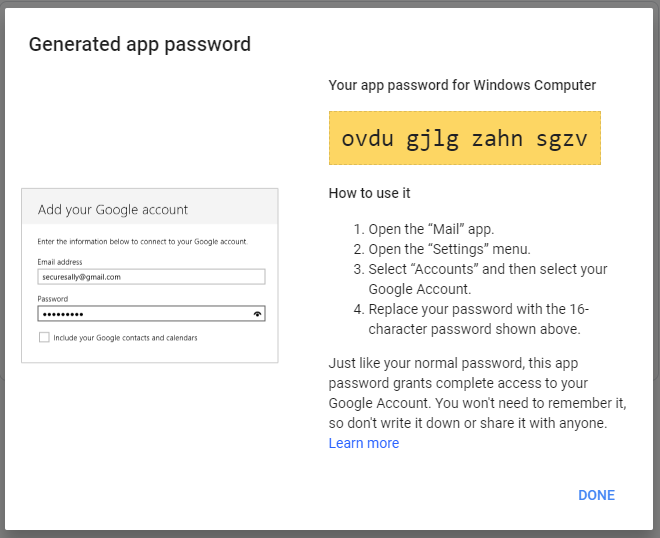 Generated app password
Your app password for Windows Computer
ovdu gjlg zahn sgzv
Add your Google account
Enter the information below to connect to your Google account.
Email address
securesally@gmail.com
Password
•••••••••
Include your Google contacts and calendars
How to use it
1. Open the “Mail” app.
2. Open the “Settings” menu.
3. Select “Accounts” and then select your
Google Account.
4. Replace your password with the 16-
character password shown above.
Just like your normal password, this app
password grants complete access to your
Google Account. You won't need to remember it,
so don't write it down or share it with anyone.
Learn more
DONE